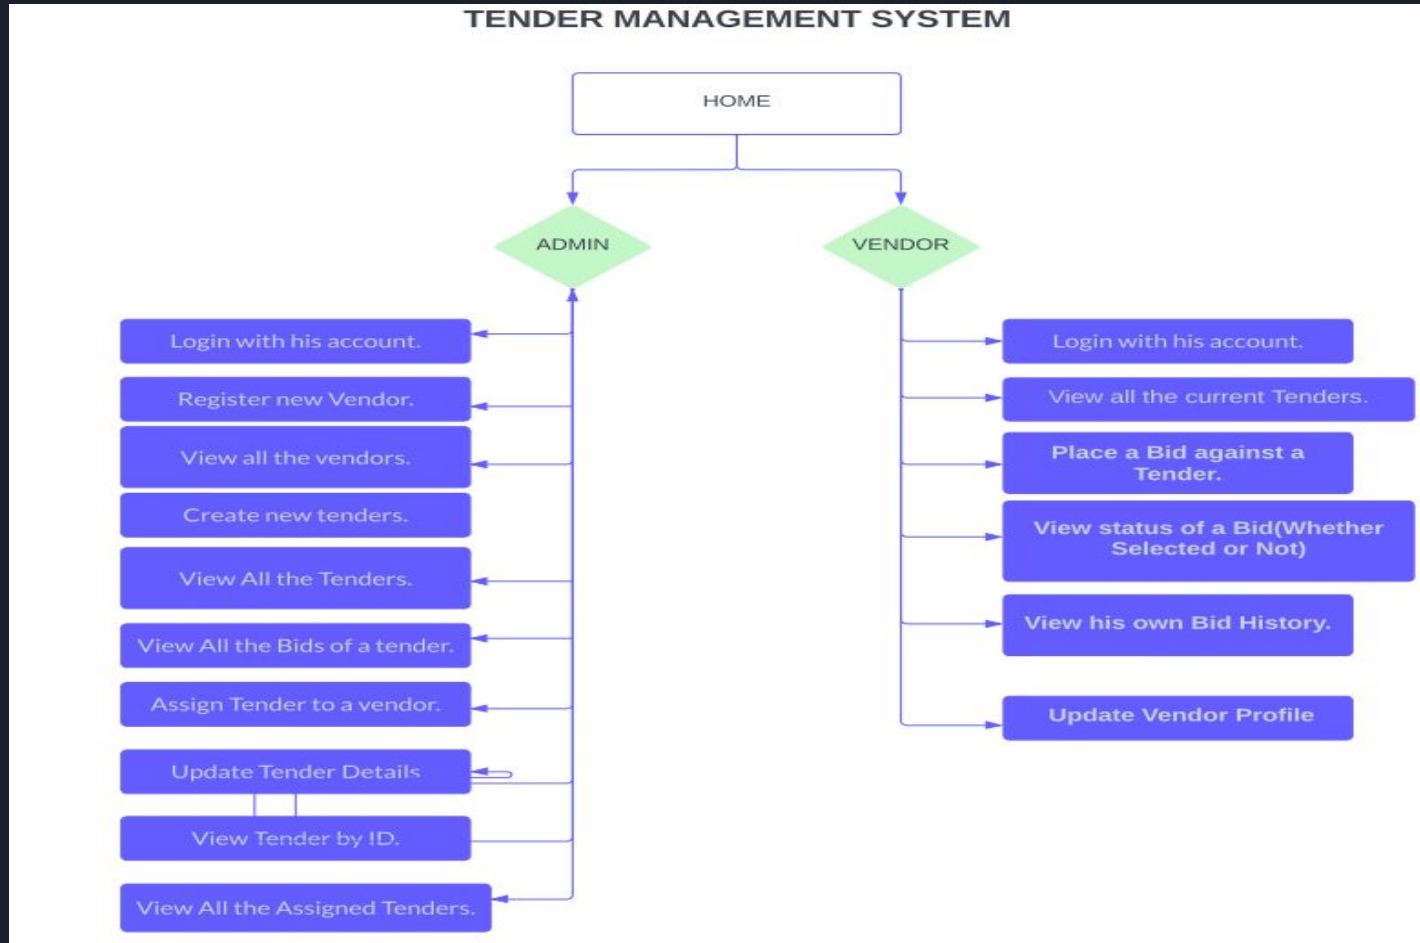 TENDER MANAGEMENT SYSTEM
HOME
ADMIN
VENDOR
Login with his account.
Register new Vendor.
View all the vendors.
Create new tenders.
View All the Tenders.
View All the Bids of a tender.
Assign Tender to a vendor.
Update Tender Details
View Tender by ID.
View All the Assigned Tenders.
Login with his account.
View all the current Tenders.
Place a Bid against a
Tender.
View status of a Bid(Whether
Selected or Not)
View his own Bid History.
Update Vendor Profile